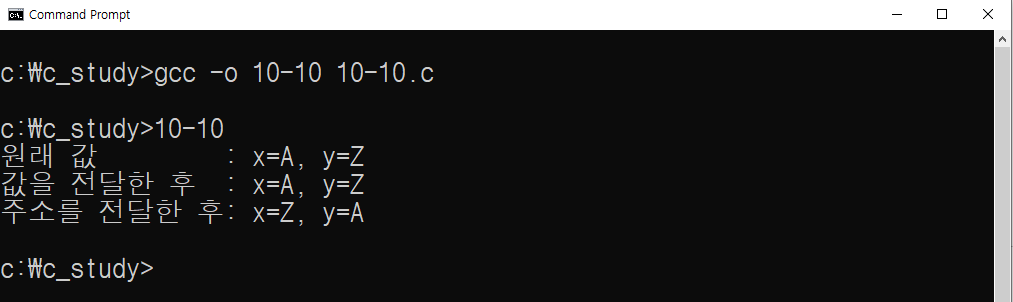 Command Prompt
c:₩c_study>gcc -o 10-10 10-10.c
c:₩c_study>10-10
원래 값 : x=A, y=Z
값을 전달한 후 : x=A, y=Z
주소를 전달한 후: x=Z, y=A
c:₩c_study>